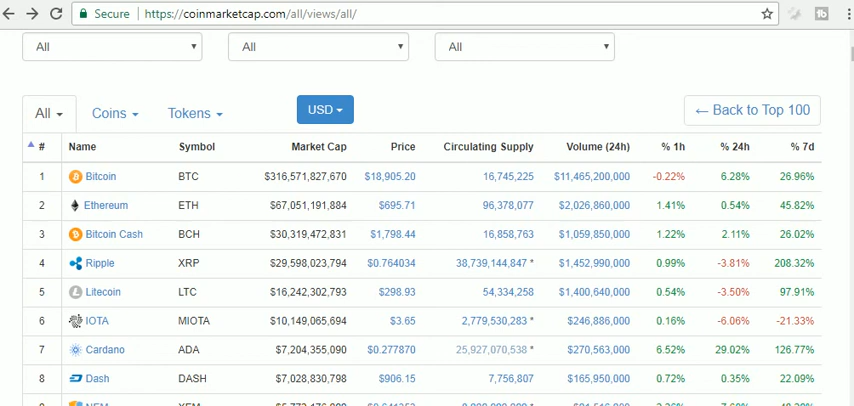 Secure https://coinmarketcap.com/all/views/all/
All All All
All Coins Tokens USD ← Back to Top 100
# Name Symbol Market Cap Price Circulating Supply Volume (24h) % 1h % 24h % 7d
1 Bitcoin BTC $316,571,827,670 $18,905.20 16,745,225 $11,465,200,000 -0.22% 6.28% 26.96%
2 Ethereum ETH $67,051,191,884 $695.71 96,378,077 $2,026,860,000 1.41% 0.54% 45.82%
3 Bitcoin Cash BCH $30,319,472,831 $1,798.44 16,858,763 $1,059,850,000 1.22% 2.11% 26.02%
4 Ripple XRP $29,598,023,794 $0.764034 38,739,144,847 * $1,452,990,000 0.99% -3.81% 208.32%
5 Litecoin LTC $16,242,302,793 $298.93 54,334,258 $1,400,640,000 0.54% -3.50% 97.91%
6 IOTA MIOTA $10,149,065,694 $3.65 2,779,530,283 * $246,886,000 0.16% -6.06% -21.33%
7 Cardano ADA $7,204,355,090 $0.277870 25,927,070,538 * $270,563,000 6.52% 29.02% 126.77%
8 Dash DASH $7,028,830,798 $906.15 7,756,807 $165,950,000 0.72% 0.35% 22.09%